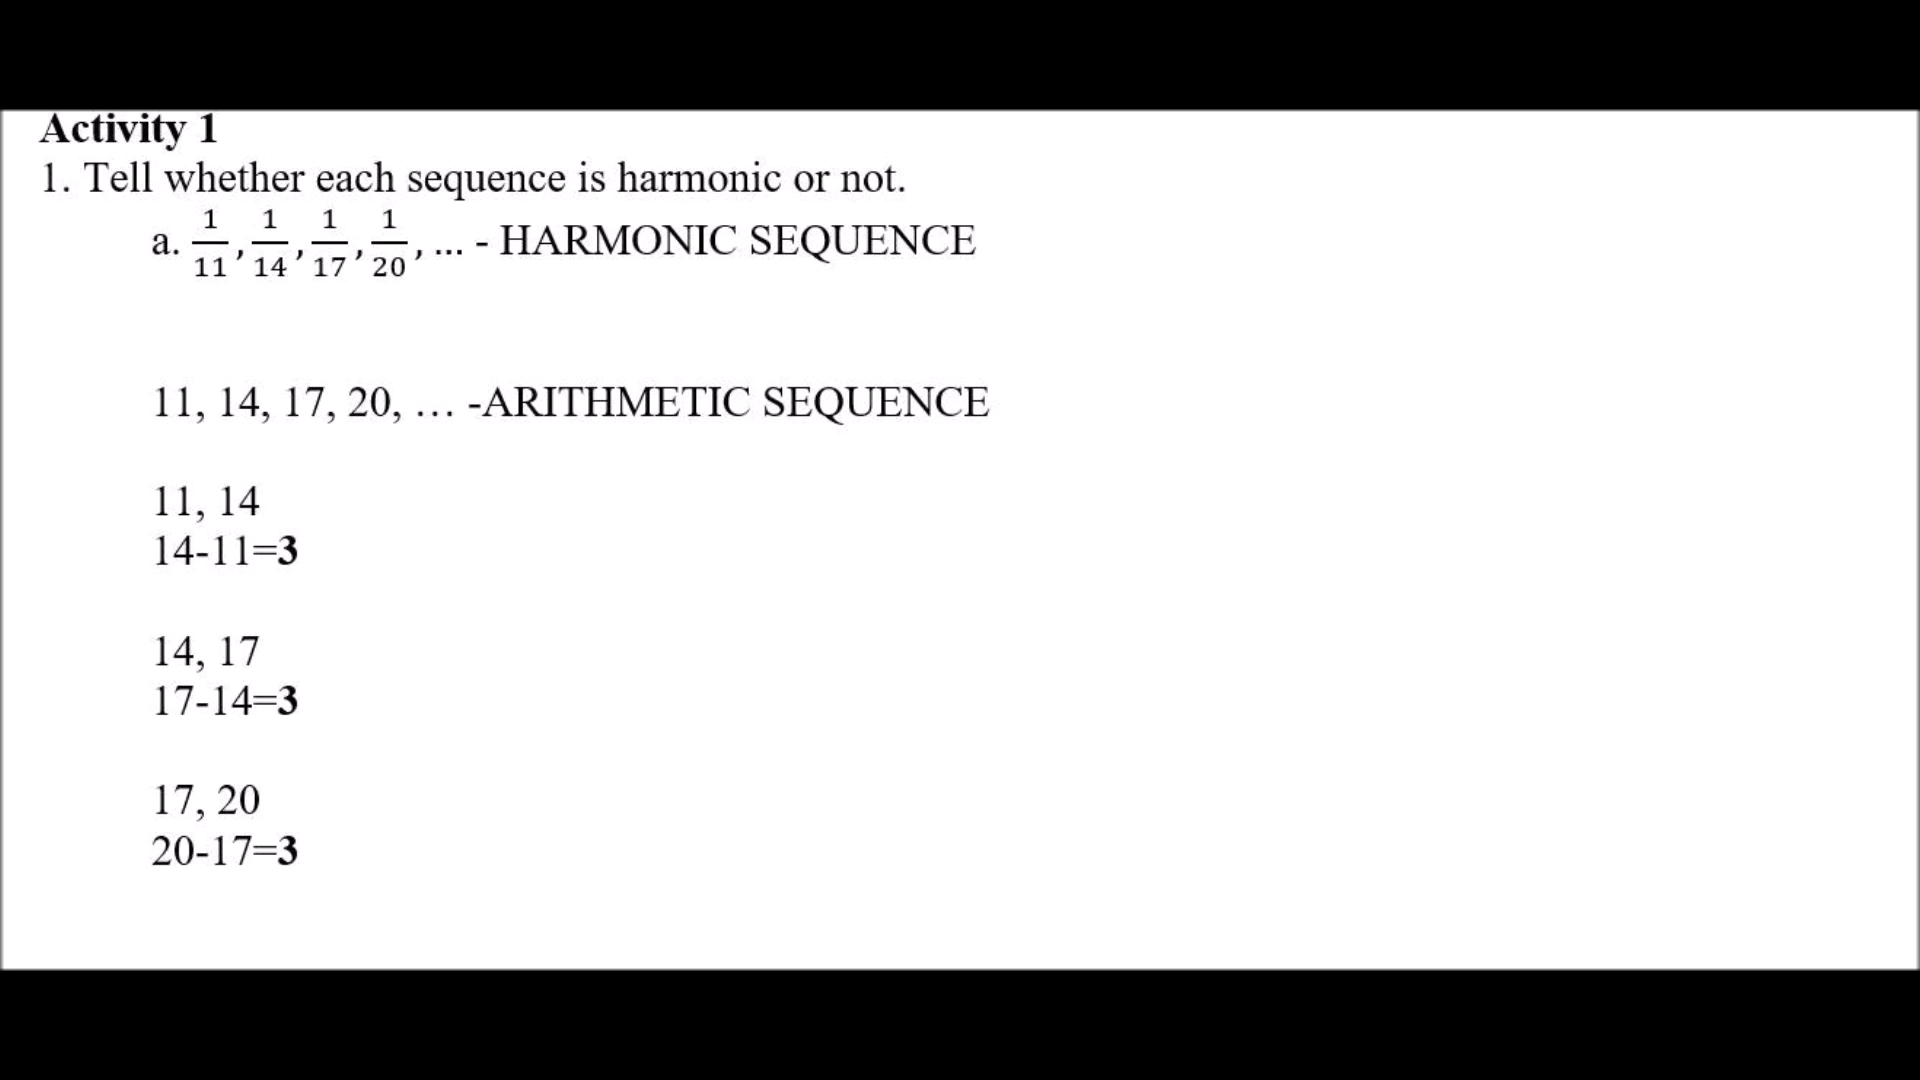 Activity 1
1. Tell whether each sequence is harmonic or not.
a. 1/11, 1/14, 1/17, 1/20, ... - HARMONIC SEQUENCE
11, 14, 17, 20, … -ARITHMETIC SEQUENCE
11, 14
14-11=3
14, 17
17-14=3
17, 20
20-17=3